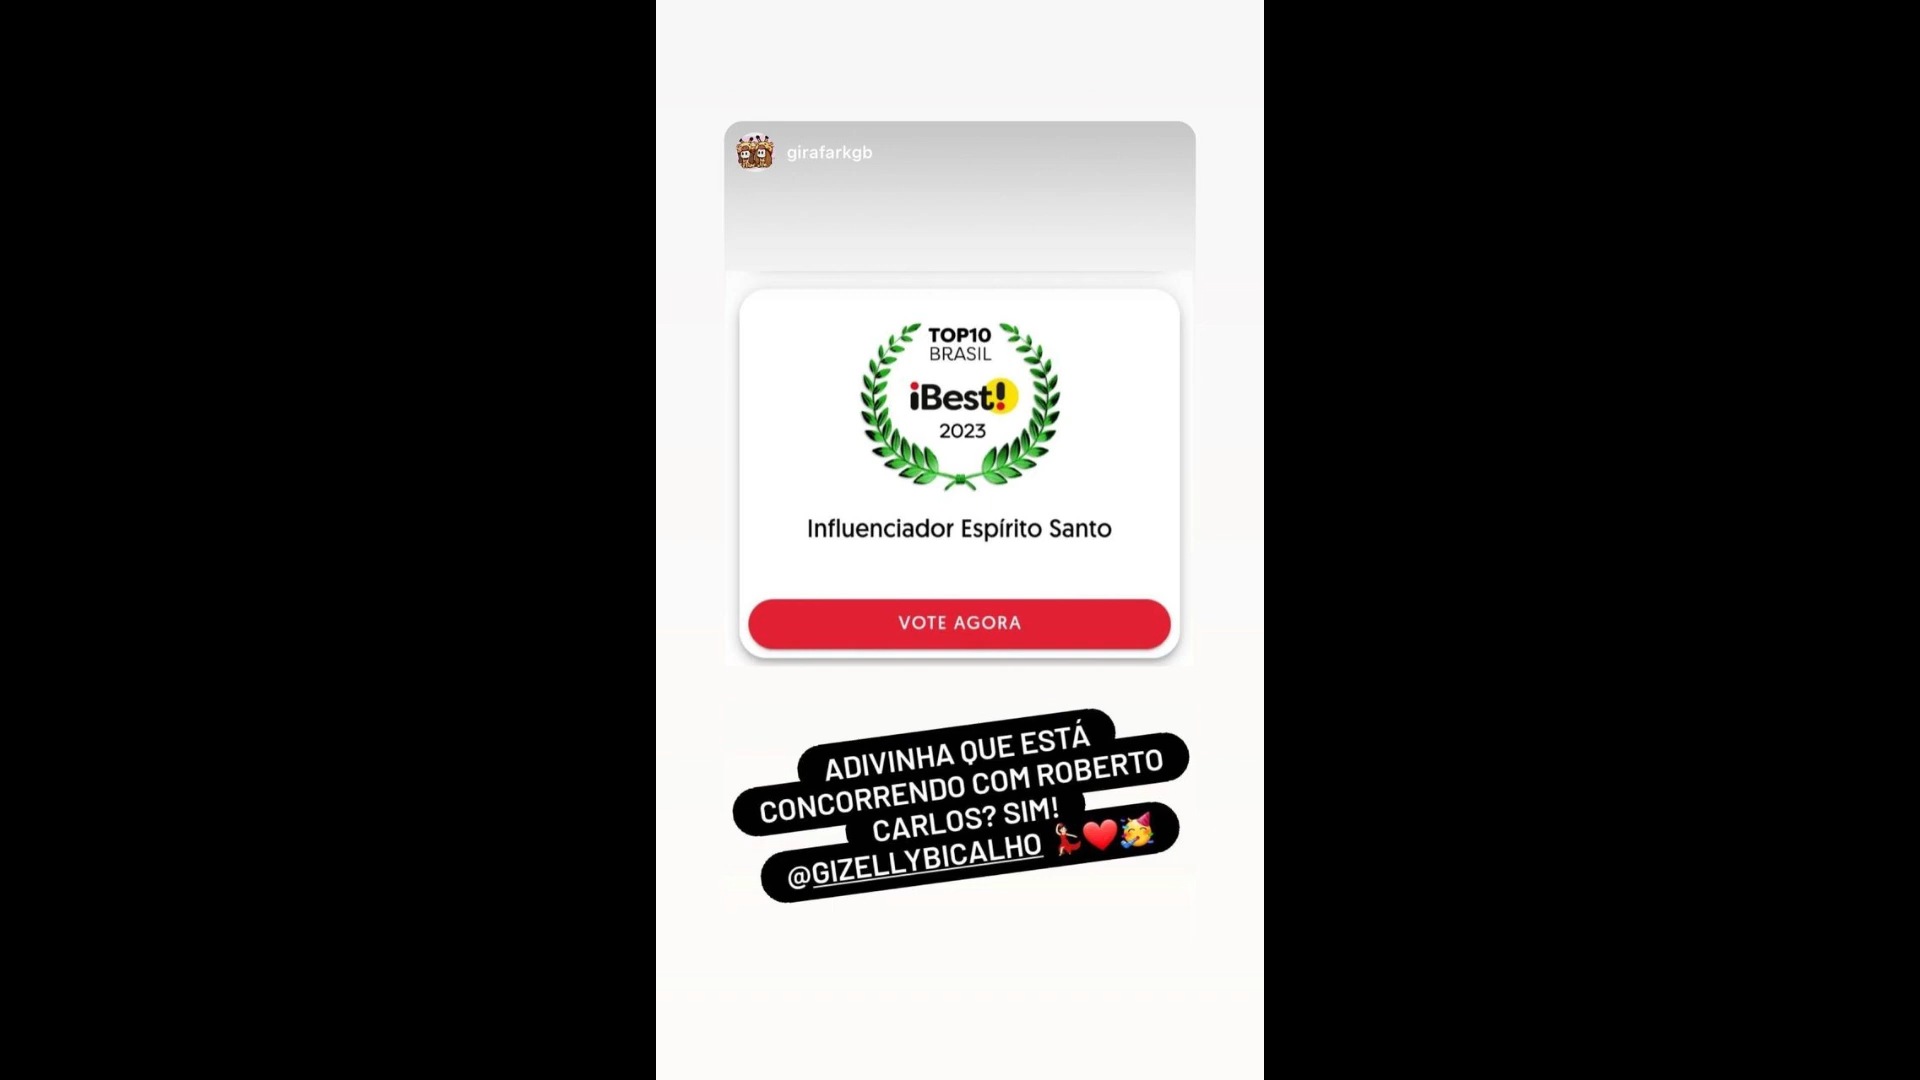 girafarkgb
TOP10
BRASIL
iBest!
2023
Influenciador Espírito Santo
VOTE AGORA
ADIVINHA QUE ESTÁ
CONCORRENDO COM ROBERTO
CARLOS? SIM!
@GIZELLYBICALHO 💃❤️🥳